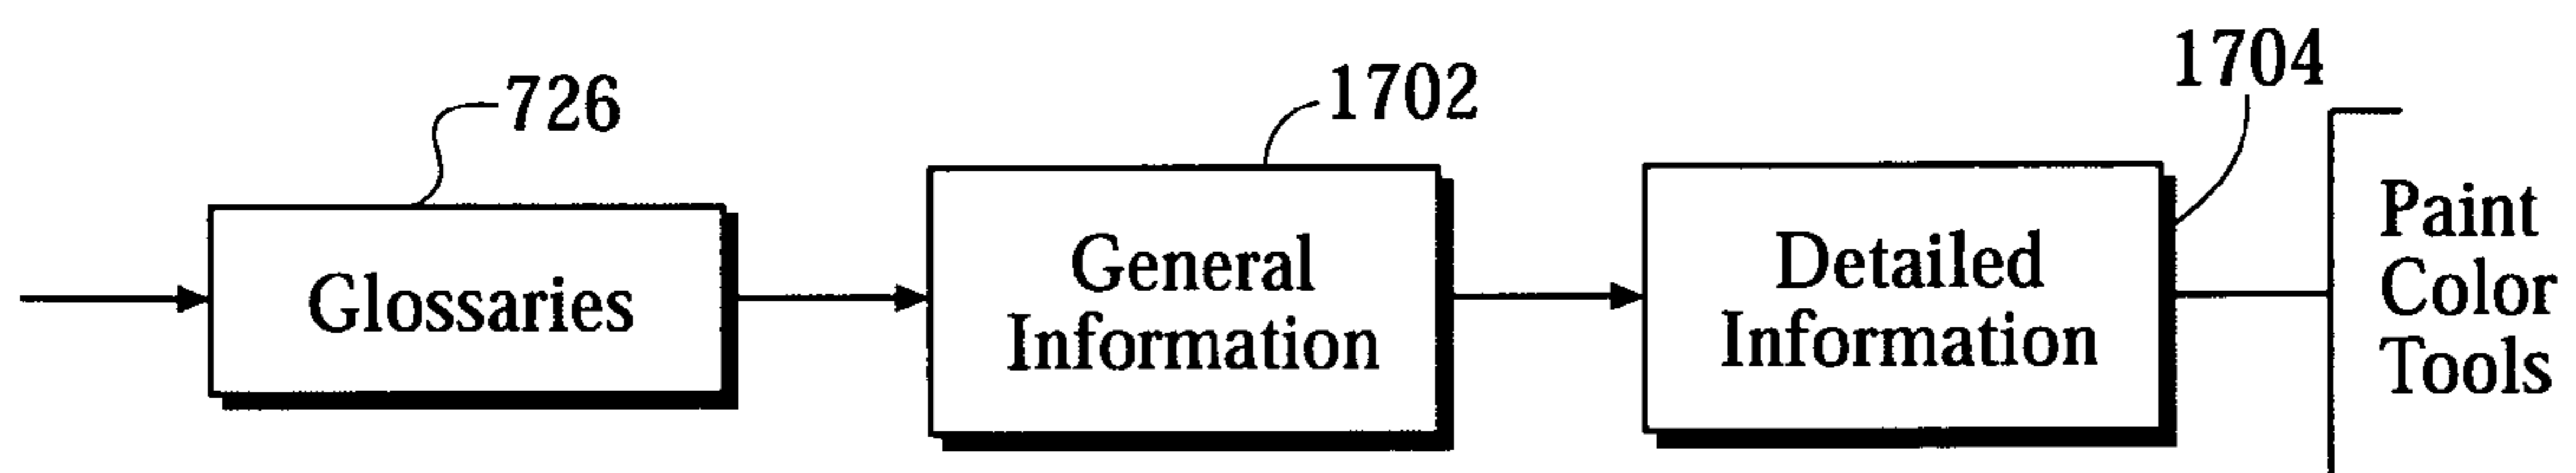 726
1702
1704
Glossaries
General
Information
Detailed
Information
Paint
Color
Tools